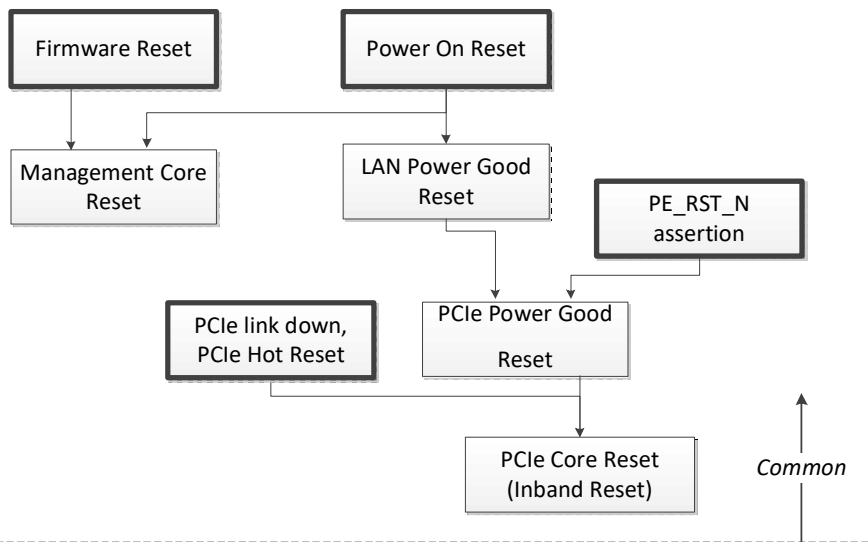 Firmware Reset
Power On Reset
Management Core
Reset
LAN Power Good
Reset
PE_RST_N
assertion
PCIe link down,
PCIe Hot Reset
PCIe Power Good
Reset
PCIe Core Reset
(Inband Reset)
Common